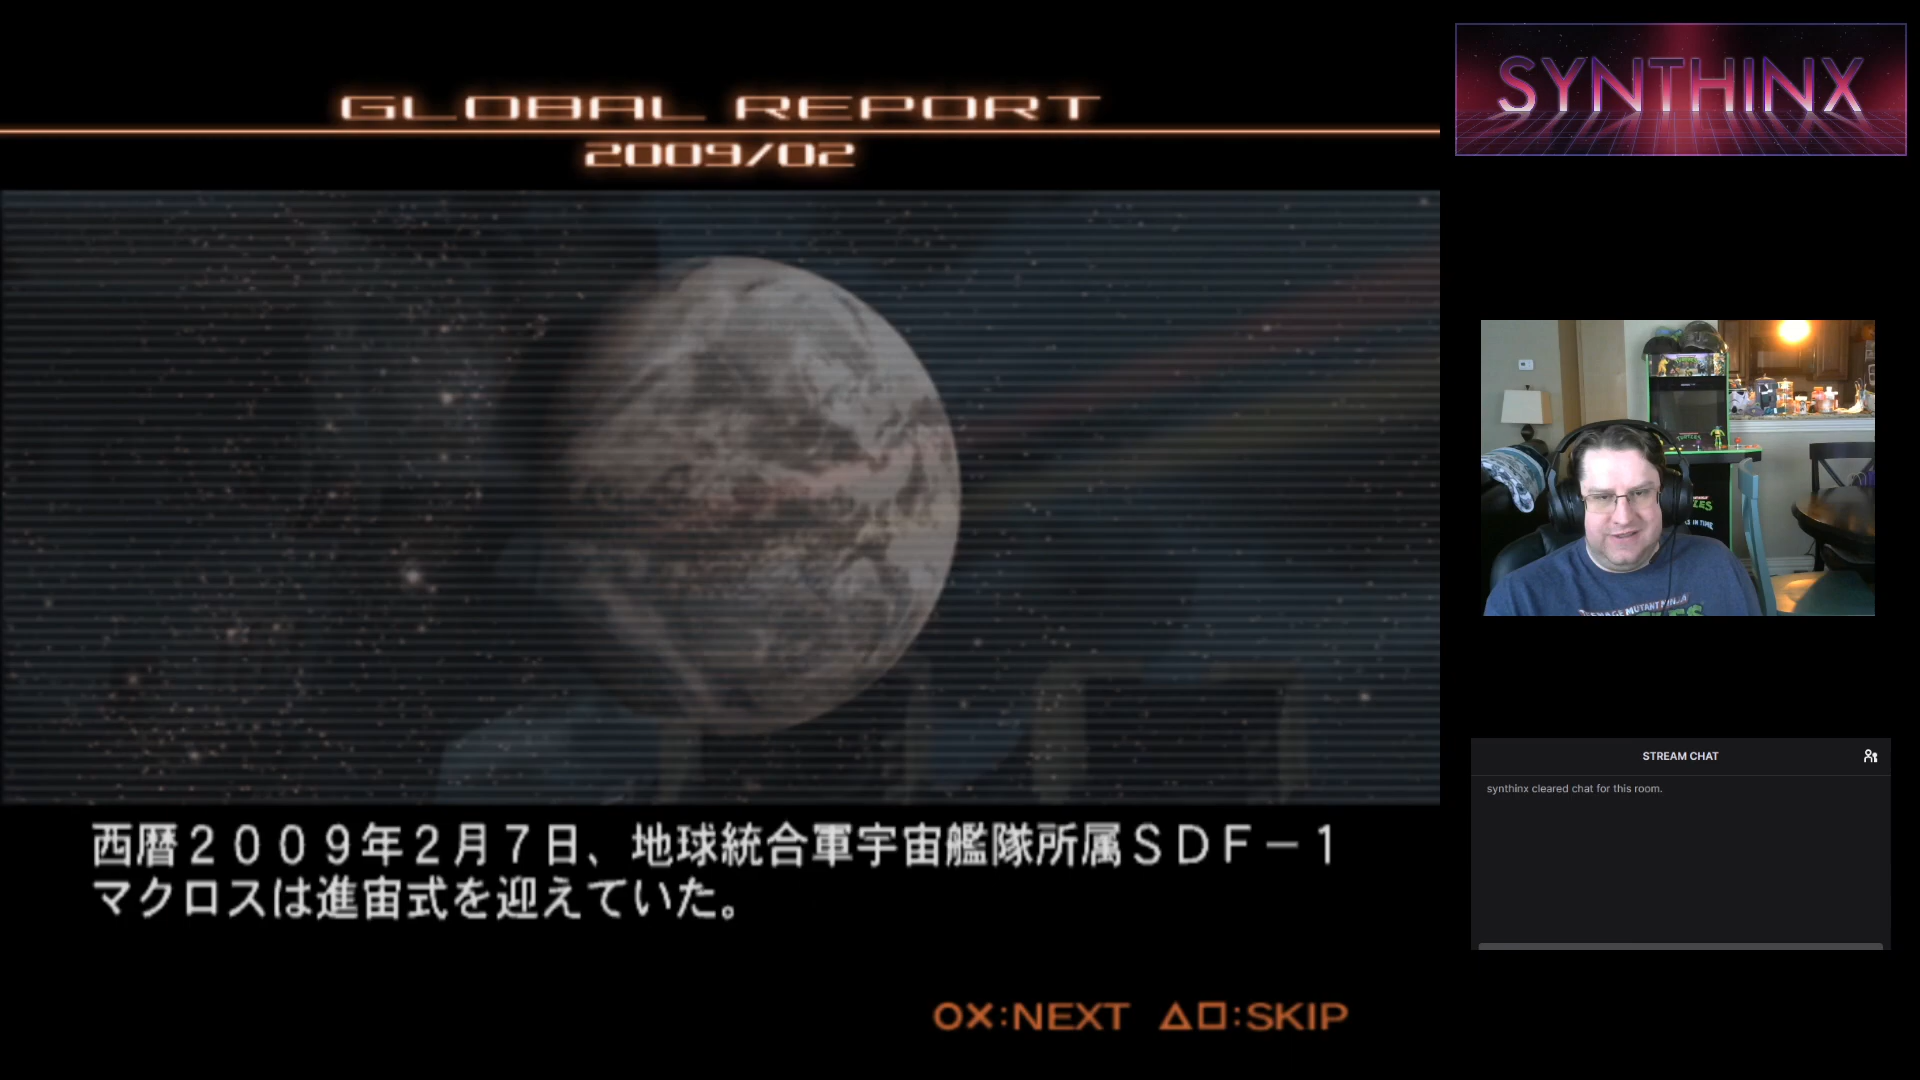 GLOBAL REPORT
2009/02
西暦２００９年２月７日、地球統合軍宇宙艦隊所属ＳＤＦ－１
マクロスは進宙式を迎えていた。
OX:NEXT △□:SKIP
SYNTHINX
STREAM CHAT
synthinx cleared chat for this room.